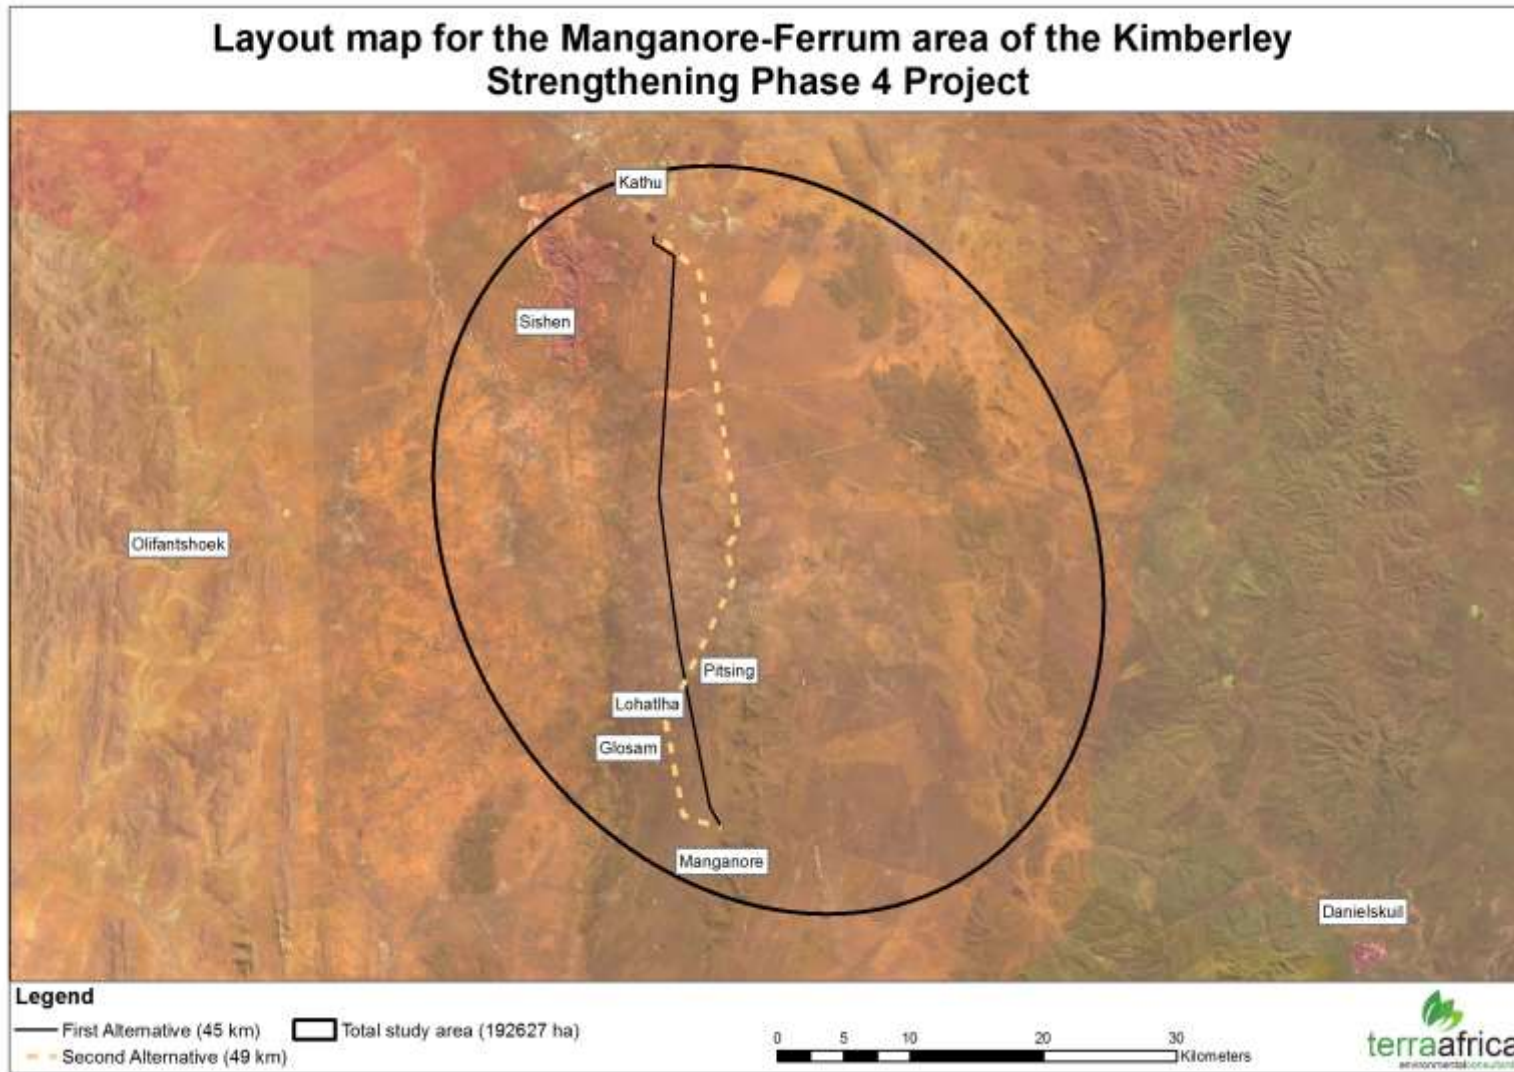 Layout map for the Manganore-Ferrum area of the Kimberley
Strengthening Phase 4 Project
Kathu
Sishen
Olifantshoek
Pitsing
Lohatlha
Glosam
Manganore
Danielskuil
Legend
First Alternative (45 km)
Total study area (192627 ha)
Second Alternative (49 km)
0 5 10 20 30
Kilometers
terraafrica
environmentalconsultants